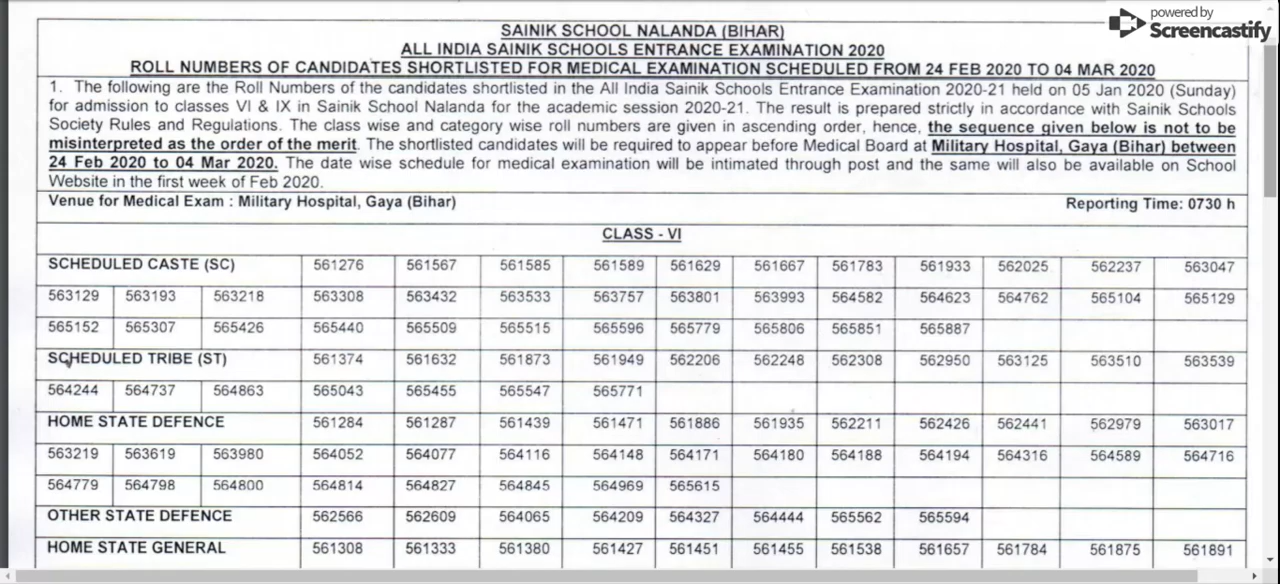 powered by
Screencastify
SAINIK SCHOOL NALANDA (BIHAR)
ALL INDIA SAINIK SCHOOLS ENTRANCE EXAMINATION 2020
ROLL NUMBERS OF CANDIDATES SHORTLISTED FOR MEDICAL EXAMINATION SCHEDULED FROM 24 FEB 2020 TO 04 MAR 2020
1. The following are the Roll Numbers of the candidates shortlisted in the All India Sainik Schools Entrance Examination 2020-21 held on 05 Jan 2020 (Sunday)
for admission to classes VI & IX in Sainik School Nalanda for the academic session 2020-21. The result is prepared strictly in accordance with Sainik Schools
Society Rules and Regulations. The class wise and category wise roll numbers are given in ascending order, hence, the sequence given below is not to be
misinterpreted as the order of the merit. The shortlisted candidates will be required to appear before Medical Board at Military Hospital, Gaya (Bihar) between
24 Feb 2020 to 04 Mar 2020. The date wise schedule for medical examination will be intimated through post and the same will also be available on School
Website in the first week of Feb 2020.
Venue for Medical Exam : Military Hospital, Gaya (Bihar) Reporting Time: 0730 h
CLASS - VI
SCHEDULED CASTE (SC) 561276 561567 561585 561589 561629 561667 561783 561933 562025 562237 563047
563129 563193 563218 563308 563432 563533 563757 563801 563993 564582 564623 564762 565104 565129
565152 565307 565426 565440 565509 565515 565596 565779 565806 565851 565887
SCHEDULED TRIBE (ST) 561374 561632 561873 561949 562206 562248 562308 562950 563125 563510 563539
564244 564737 564863 565043 565455 565547 565771
HOME STATE DEFENCE 561284 561287 561439 561471 561886 561935 562211 562426 562441 562979 563017
563219 563619 563980 564052 564077 564116 564148 564171 564180 564188 564194 564316 564589 564716
564779 564798 564800 564814 564827 564845 564969 565615
OTHER STATE DEFENCE 562566 562609 564065 564209 564327 564444 565562 565594
HOME STATE GENERAL 561308 561333 561380 561427 561451 561455 561538 561657 561784 561875 561891